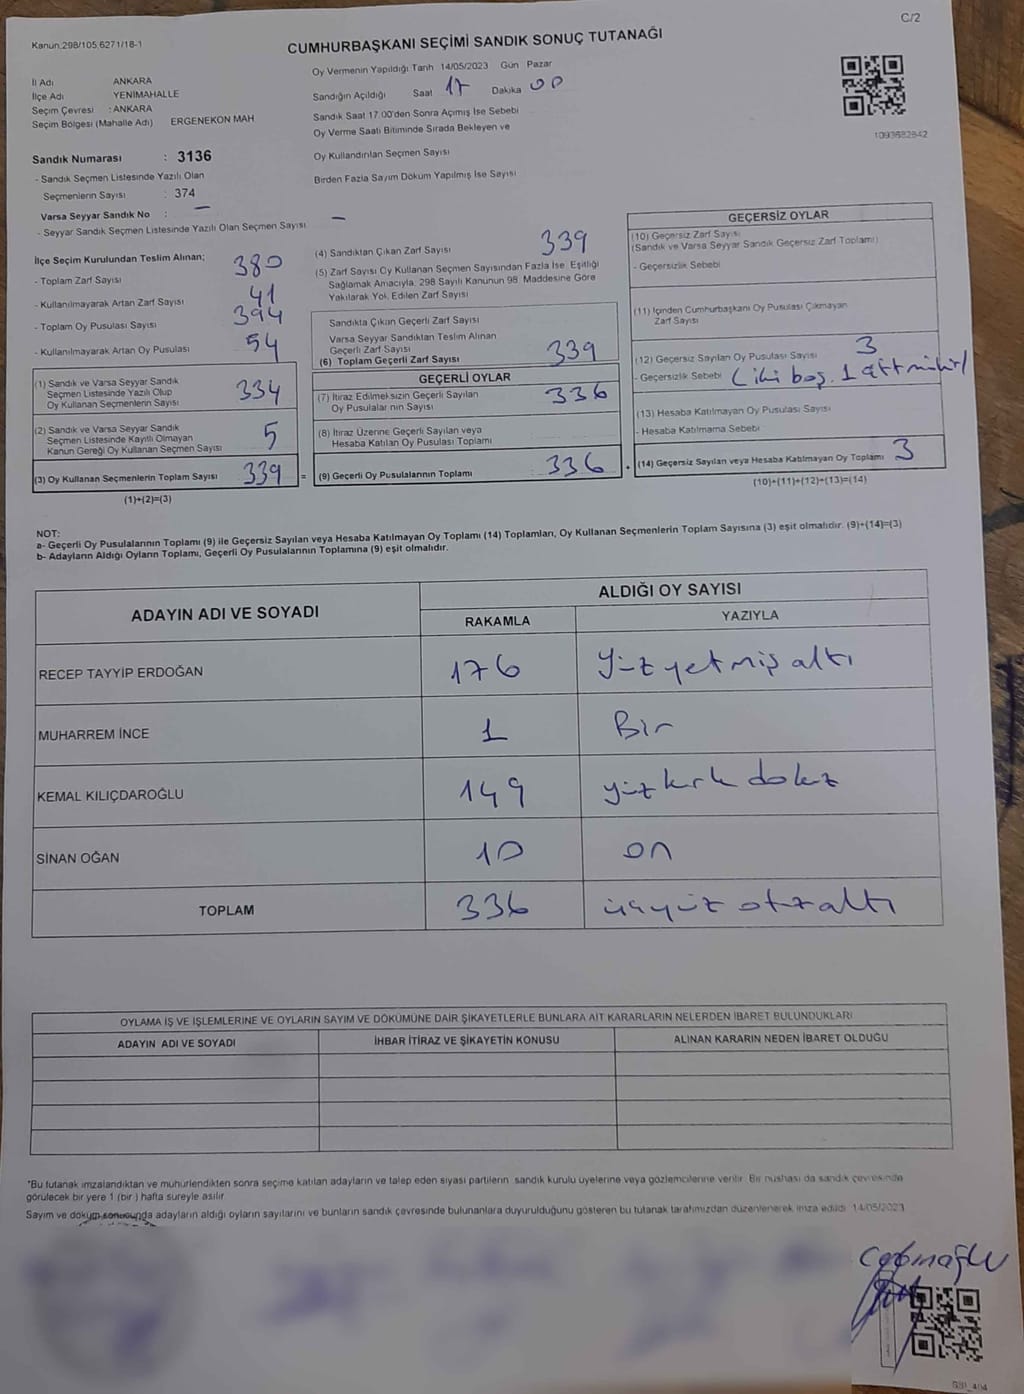 C/2
Kanun.298/105.6271/18-1
CUMHURBAŞKANI SEÇİMİ SANDIK SONUÇ TUTANAĞI
İl Adı ANKARA
İlçe Adı YENİMAHALLE
Seçim Çevresi : ANKARA
Seçim Bölgesi (Mahalle Adı) ERGENEKON MAH
Oy Vermenin Yapıldığı Tarih 14/05/2023 Gün Pazar
Sandığın Açıldığı Saat 17 Dakika 00
Sandık Saat 17.00'den Sonra Açımış İse Sebebi
Oy Verme Saati Bitiminde Sırada Bekleyen ve
Oy Kullandırılan Seçmen Sayısı
Birden Fazla Sayım Döküm Yapılmış İse Sayısı
1093682842
Sandık Numarası : 3136
- Sandık Seçmen Listesinde Yazılı Olan
Seçmenlerin Sayısı : 374
Varsa Seyyar Sandık No : —
- Seyyar Sandık Seçmen Listesinde Yazılı Olan Seçmen Sayısı —
İlçe Seçim Kurulundan Teslim Alınan;
- Toplam Zarf Sayısı 380
- Kullanılmayarak Artan Zarf Sayısı 41
- Toplam Oy Pusulası Sayısı 394
- Kullanılmayarak Artan Oy Pusulası 54
(1) Sandık ve Varsa Seyyar Sandık
Seçmen Listesinde Yazılı Olup
Oy Kullanan Seçmenlerin Sayısı 334
(2) Sandık ve Varsa Seyyar Sandık
Seçmen Listesinde Kayıtlı Olmayan
Kanun Gereği Oy Kullanan Seçmen Sayısı 5
(3) Oy Kullanan Seçmenlerin Toplam Sayısı 339 =
(1)+(2)=(3)
(4) Sandıktan Çıkan Zarf Sayısı 339
(5) Zarf Sayısı Oy Kullanan Seçmen Sayısından Fazla İse, Eşitliği
Sağlamak Amacıyla, 298 Sayılı Kanunun 98. Maddesine Göre
Yakılarak Yok Edilen Zarf Sayısı
Sandıkta Çıkan Geçerli Zarf Sayısı
Varsa Seyyar Sandıktan Teslim Alınan
Geçerli Zarf Sayısı
(6) Toplam Geçerli Zarf Sayısı 339
GEÇERLİ OYLAR
(7) İtiraz Edilmeksizin Geçerli Sayılan
Oy Pusulalarının Sayısı 336
(8) İtiraz Üzerine Geçerli Sayılan veya
Hesaba Katılan Oy Pusulası Toplamı
(9) Geçerli Oy Pusulalarının Toplamı 336
GEÇERSİZ OYLAR
(10) Geçersiz Zarf Sayısı
(Sandık ve Varsa Seyyar Sandık Geçersiz Zarf Toplamı)
- Geçersizlik Sebebi
(11) İçinden Cumhurbaşkanı Oy Pusulası Çıkmayan
Zarf Sayısı
(12) Geçersiz Sayılan Oy Pusulası Sayısı 3
- Geçersizlik Sebebi (iki boş. 1
(13) Hesaba Katılmayan Oy Pusulası Sayısı
- Hesaba Katılmama Sebebi
(14) Geçersiz Sayılan veya Hesaba Katılmayan Oy Toplamı 3
(10)+(11)+(12)+(13)=(14)
NOT:
a- Geçerli Oy Pusulalarının Toplamı (9) ile Geçersiz Sayılan veya Hesaba Katılmayan Oy Toplamı (14) Toplamları, Oy Kullanan Seçmenlerin Toplam Sayısına (3) eşit olmalıdır. (9)+(14)=(3)
b- Adayların Aldığı Oyların Toplamı, Geçerli Oy Pusulalarının Toplamına (9) eşit olmalıdır.
ADAYIN ADI VE SOYADI ALDIĞI OY SAYISI
RAKAMLA YAZIYLA
RECEP TAYYİP ERDOĞAN 176 yüz yetmiş altı
MUHARREM İNCE 1 Bir
KEMAL KILIÇDAROĞLU 149 yüz kırk dokuz
SİNAN OĞAN 10 on
TOPLAM 336 üçyüz otuzaltı
OYLAMA İŞ VE İŞLEMLERİNE VE OYLARIN SAYIM VE DÖKÜMÜNE DAİR ŞİKAYETLERLE BUNLARA AİT KARARLARIN NELERDEN İBARET BULUNDUKLARI
ADAYIN ADI VE SOYADI İHBAR İTİRAZ VE ŞİKAYETİN KONUSU ALINAN KARARIN NEDEN İBARET OLDUĞU
*Bu tutanak imzalandıktan ve mühürlendikten sonra seçime katılan adayların ve talep eden siyasi partilerin sandık kurulu üyelerine veya gözlemcilerine verilir. Bir nüshası da sandık çevresinde
görülecek bir yere 1 (bir) hafta süreyle asılır
Sayım ve döküm sonucunda adayların aldığı oyların sayılarını ve bunların sandık çevresinde bulunanlara duyurulduğunu gösteren bu tutanak tarafımızdan düzenlenerek imza edildi. 14/05/2023